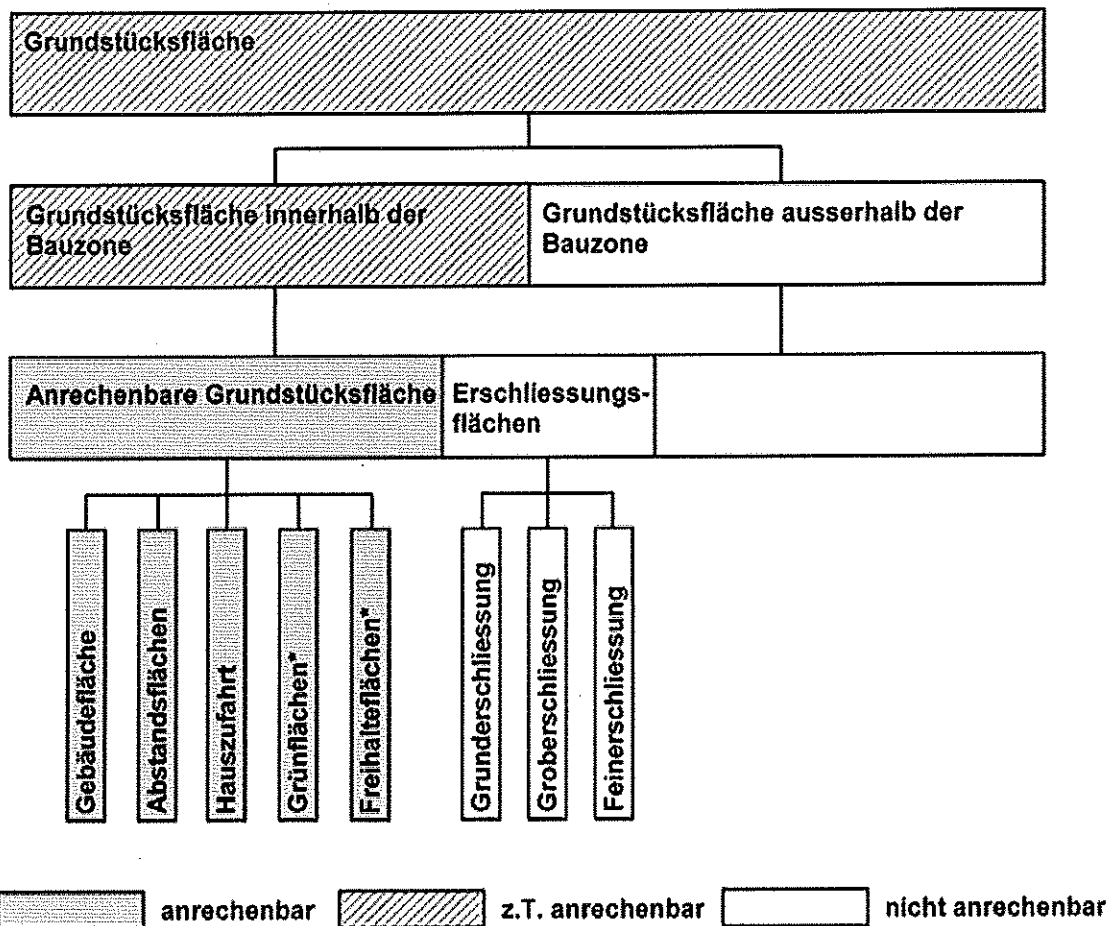 Grundstücksfläche
Grundstücksfläche innerhalb der
Bauzone
Grundstücksfläche ausserhalb der
Bauzone
Anrechenbare Grundstücksfläche
Erschliessungs-
flächen
Gebäudefläche
Abstandsflächen
Hauszufahrt
Grünflächen*
Freihalteflächen*
Grunderschliessung
Groberschliessung
Feinerschliessung
anrechenbar
z.T. anrechenbar
nicht anrechenbar